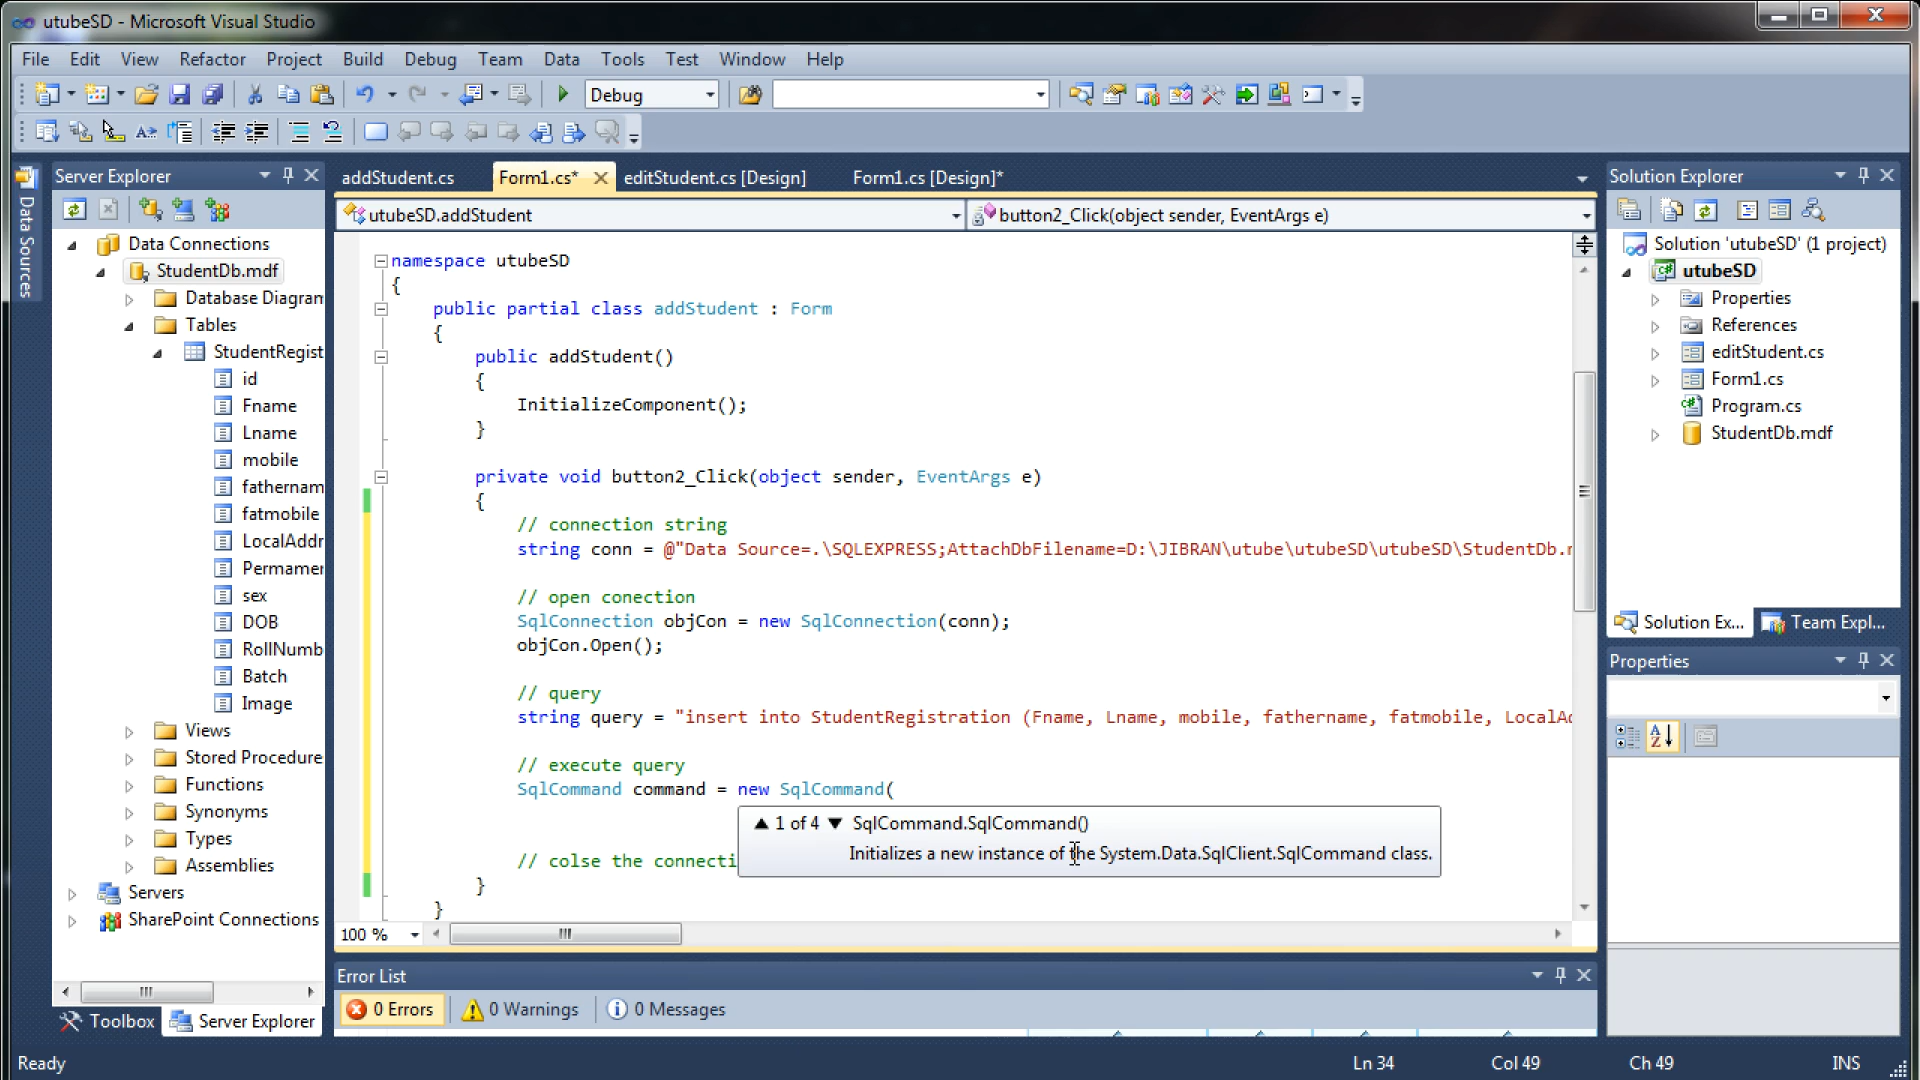 utubeSD - Microsoft Visual Studio
File Edit View Refactor Project Build Debug Team Data Tools Test Window Help
Debug
Data Sources
Server Explorer
Data Connections
StudentDb.mdf
Database Diagram
Tables
StudentRegist
id
Fname
Lname
mobile
fathernam
fatmobile
LocalAddr
Permamer
sex
DOB
RollNumb
Batch
Image
Views
Stored Procedure
Functions
Synonyms
Types
Assemblies
Servers
SharePoint Connections
Toolbox Server Explorer
addStudent.cs Form1.cs* editStudent.cs [Design] Form1.cs [Design]*
utubeSD.addStudent button2_Click(object sender, EventArgs e)
namespace utubeSD
{
public partial class addStudent : Form
{
public addStudent()
{
InitializeComponent();
}
private void button2_Click(object sender, EventArgs e)
{
// connection string
string conn = @"Data Source=.\SQLEXPRESS;AttachDbFilename=D:\JIBRAN\utube\utubeSD\utubeSD\StudentDb.m
// open conection
SqlConnection objCon = new SqlConnection(conn);
objCon.Open();
// query
string query = "insert into StudentRegistration (Fname, Lname, mobile, fathername, fatmobile, LocalAd
// execute query
SqlCommand command = new SqlCommand(
▲ 1 of 4 ▼ SqlCommand.SqlCommand()
Initializes a new instance of the System.Data.SqlClient.SqlCommand class.
// colse the connecti
}
}
100 %
Error List
0 Errors 0 Warnings 0 Messages
Solution Explorer
Solution 'utubeSD' (1 project)
utubeSD
Properties
References
editStudent.cs
Form1.cs
Program.cs
StudentDb.mdf
Solution Ex... Team Expl...
Properties
Ready Ln 34 Col 49 Ch 49 INS